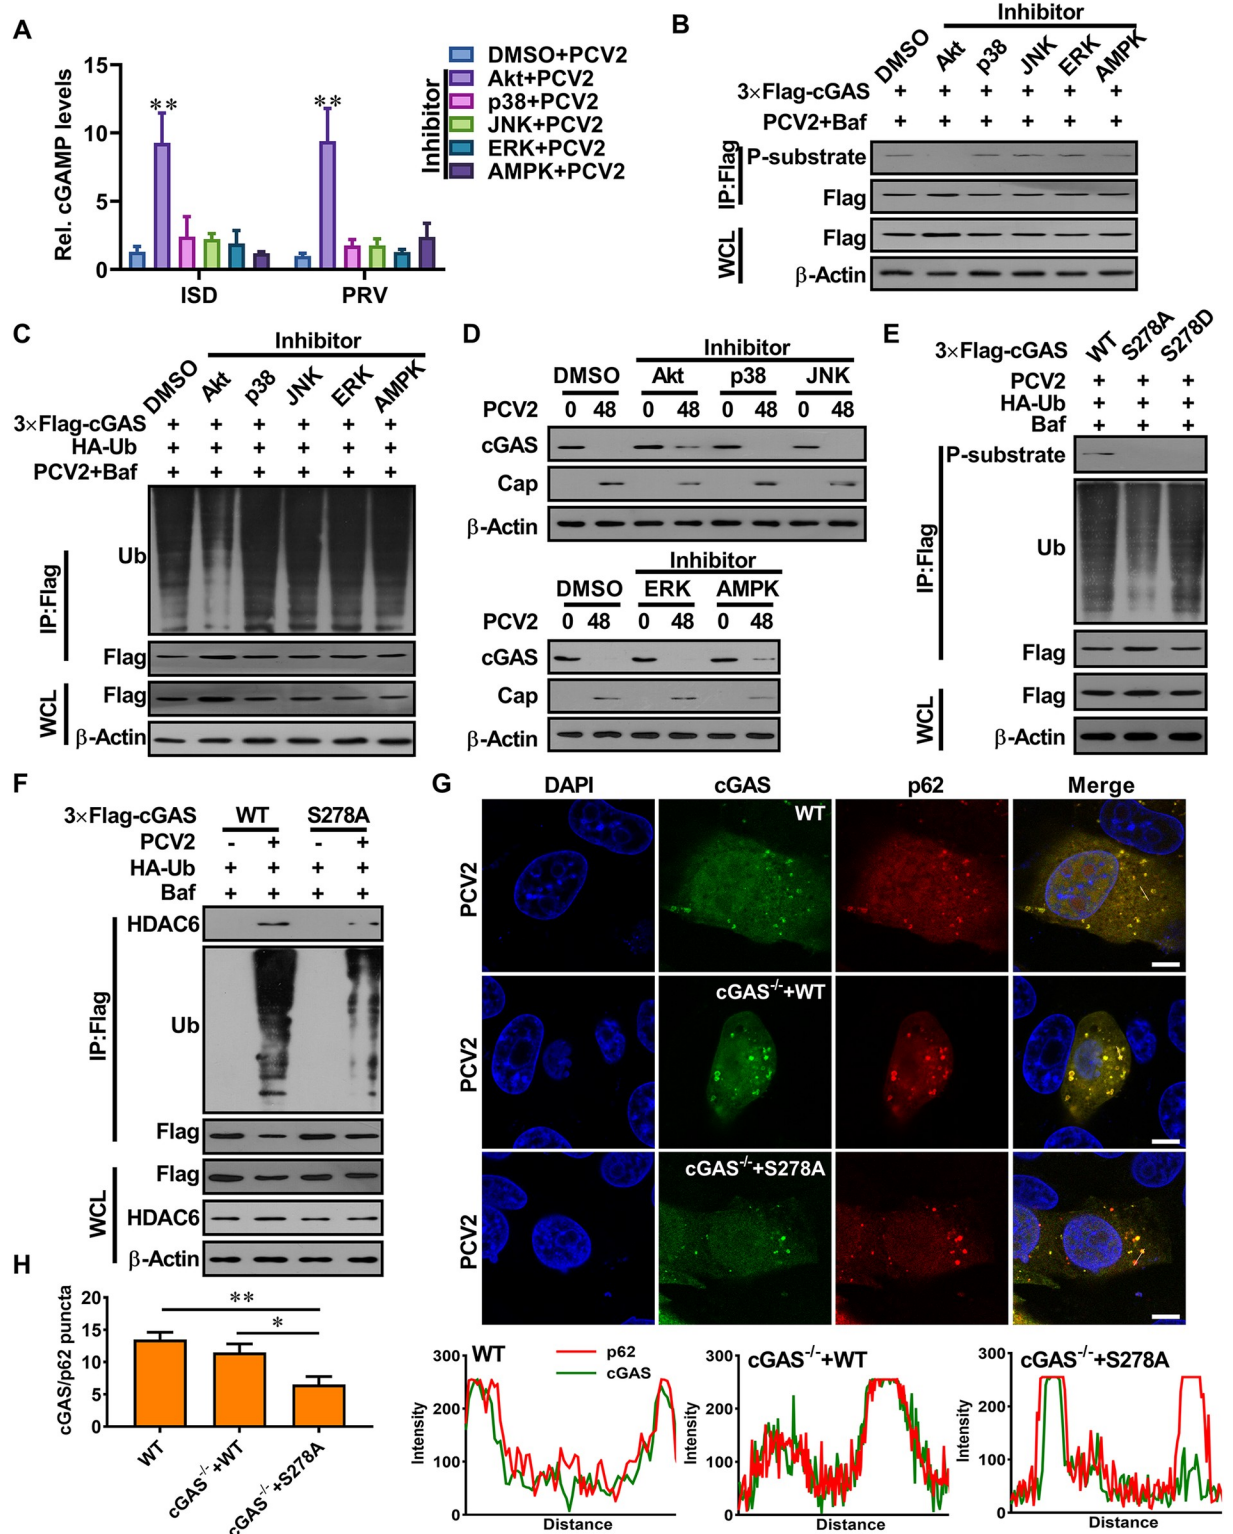 A
Rel. cGAMP levels
15
10
5
0
**
**
ISD
PRV
Inhibitor
DMSO+PCV2
Akt+PCV2
p38+PCV2
JNK+PCV2
ERK+PCV2
AMPK+PCV2
B
Inhibitor
DMSO Akt p38 JNK ERK AMPK
3×Flag-cGAS + + + + + +
PCV2+Baf + + + + + +
IP:Flag
P-substrate
Flag
WCL
Flag
β-Actin
C
Inhibitor
DMSO Akt p38 JNK ERK AMPK
3×Flag-cGAS + + + + + +
HA-Ub + + + + + +
PCV2+Baf + + + + + +
IP:Flag
Ub
Flag
WCL
Flag
β-Actin
D
Inhibitor
DMSO Akt p38 JNK
PCV2 0 48 0 48 0 48 0 48
cGAS
Cap
β-Actin
Inhibitor
DMSO ERK AMPK
PCV2 0 48 0 48 0 48
cGAS
Cap
β-Actin
E
3×Flag-cGAS WT S278A S278D
PCV2 + + +
HA-Ub + + +
Baf + + +
IP:Flag
P-substrate
Ub
Flag
WCL
Flag
β-Actin
F
3×Flag-cGAS WT S278A
PCV2 - + - +
HA-Ub + + + +
Baf + + + +
IP:Flag
HDAC6
Ub
Flag
WCL
Flag
HDAC6
β-Actin
G
DAPI cGAS p62 Merge
PCV2
WT
PCV2
cGAS-/-+WT
PCV2
cGAS-/-+S278A
WT
p62
cGAS
Intensity
300
200
100
0
Distance
cGAS-/-+WT
Intensity
300
200
100
0
Distance
cGAS-/-+S278A
Intensity
300
200
100
0
Distance
H
cGAS/p62 puncta
20
15
10
5
0
**
*
WT
cGAS-/-+WT
cGAS-/-+S278A